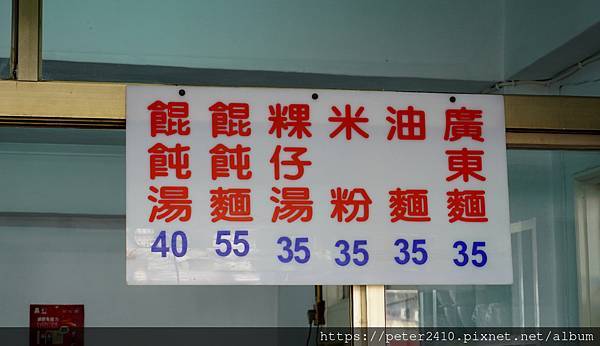 廣東麵 35
油麵 35
米粉 35
粿仔湯 35
餛飩麵 55
餛飩湯 40
https://peter2410.pixnet.net/album